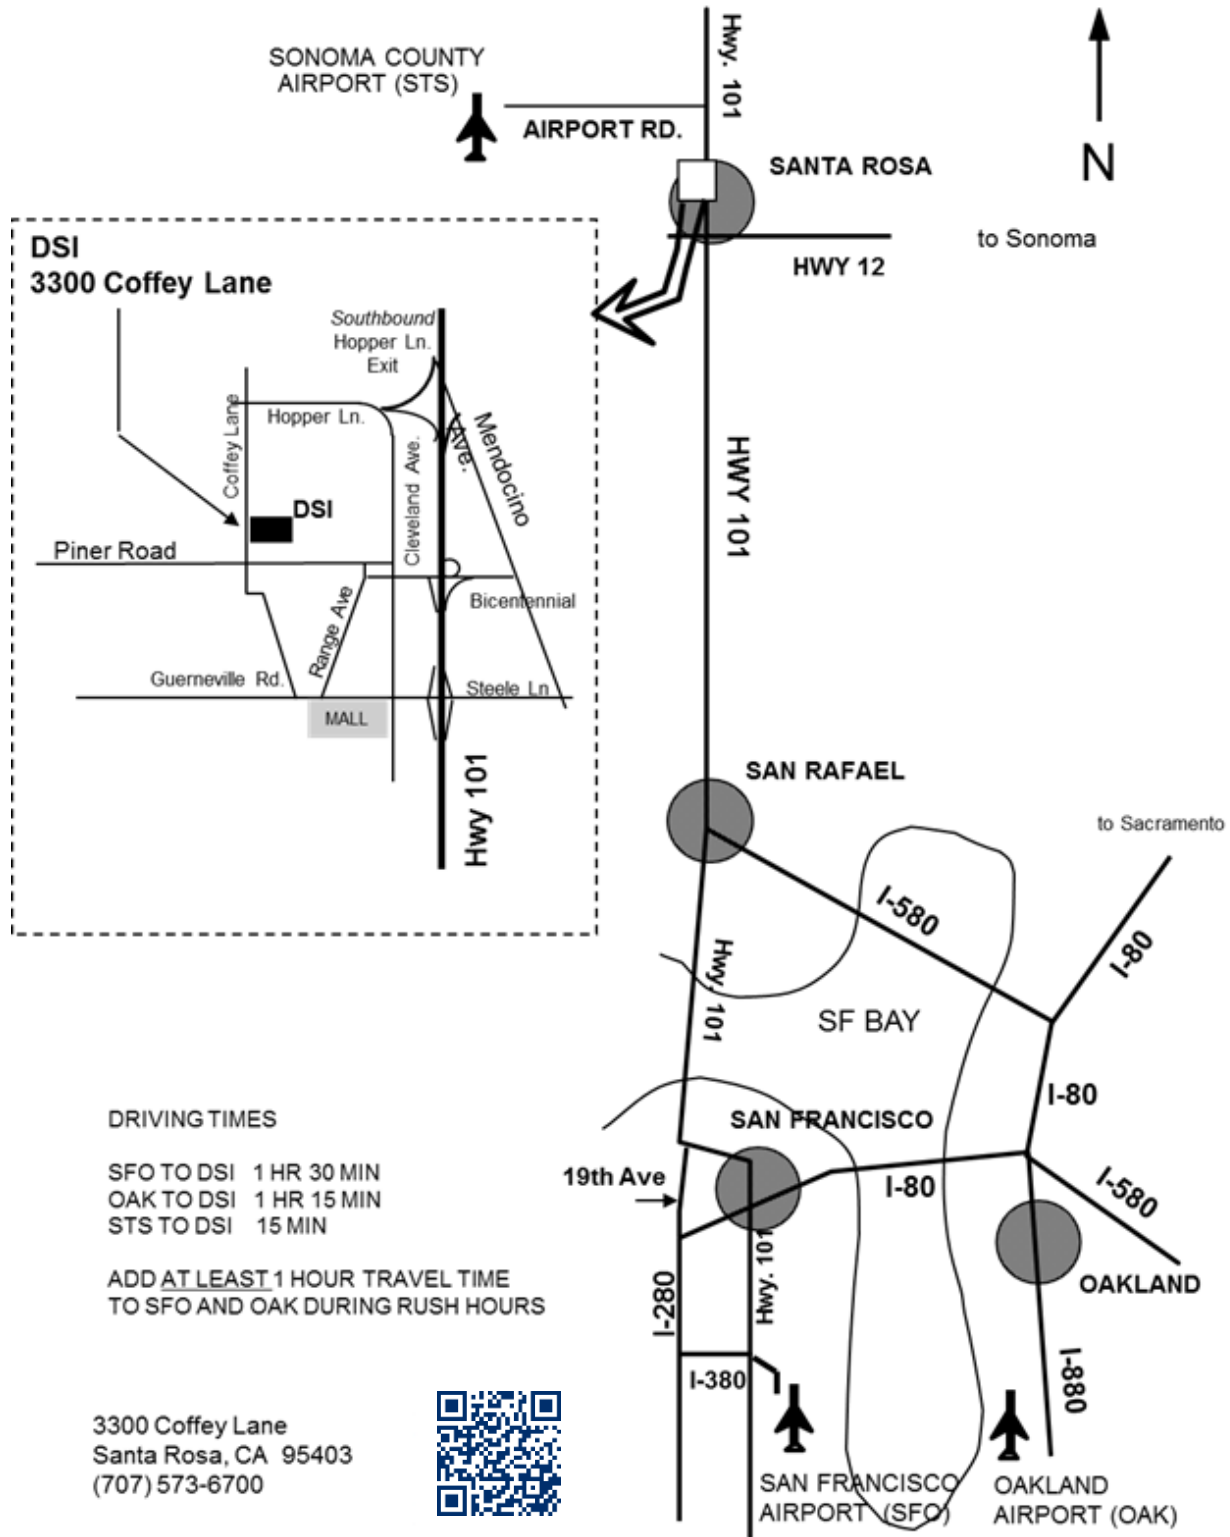 Hwy. 101
SONOMA COUNTY
AIRPORT (STS)
AIRPORT RD.
N
SANTA ROSA
to Sonoma
HWY 12
DSI
3300 Coffey Lane
Southbound
Hopper Ln.
Exit
Hopper Ln.
Coffey Lane
Cleveland Ave.
Mendocino
Ave.
DSI
Piner Road
Range Ave
Bicentennial
Guerneville Rd.
Steele Ln
MALL
Hwy 101
HWY 101
SAN RAFAEL
to Sacramento
I-580
I-80
Hwy. 101
SF BAY
I-80
SAN FRANCISCO
19th Ave
I-80
I-580
OAKLAND
Hwy. 101
I-280
I-380
I-880
SAN FRANCISCO
AIRPORT (SFO)
OAKLAND
AIRPORT (OAK)
DRIVING TIMES
SFO TO DSI 1 HR 30 MIN
OAK TO DSI 1 HR 15 MIN
STS TO DSI 15 MIN
ADD AT LEAST 1 HOUR TRAVEL TIME
TO SFO AND OAK DURING RUSH HOURS
3300 Coffey Lane
Santa Rosa, CA 95403
(707) 573-6700